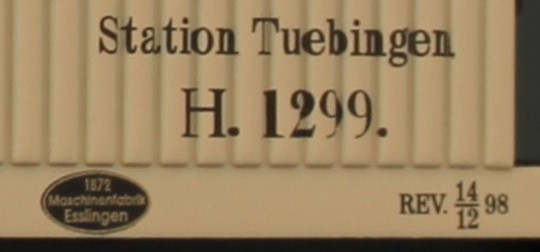 Station Tuebingen
H. 1299.
1872
Maschinenfabrik
Esslingen
REV. 14/12 98